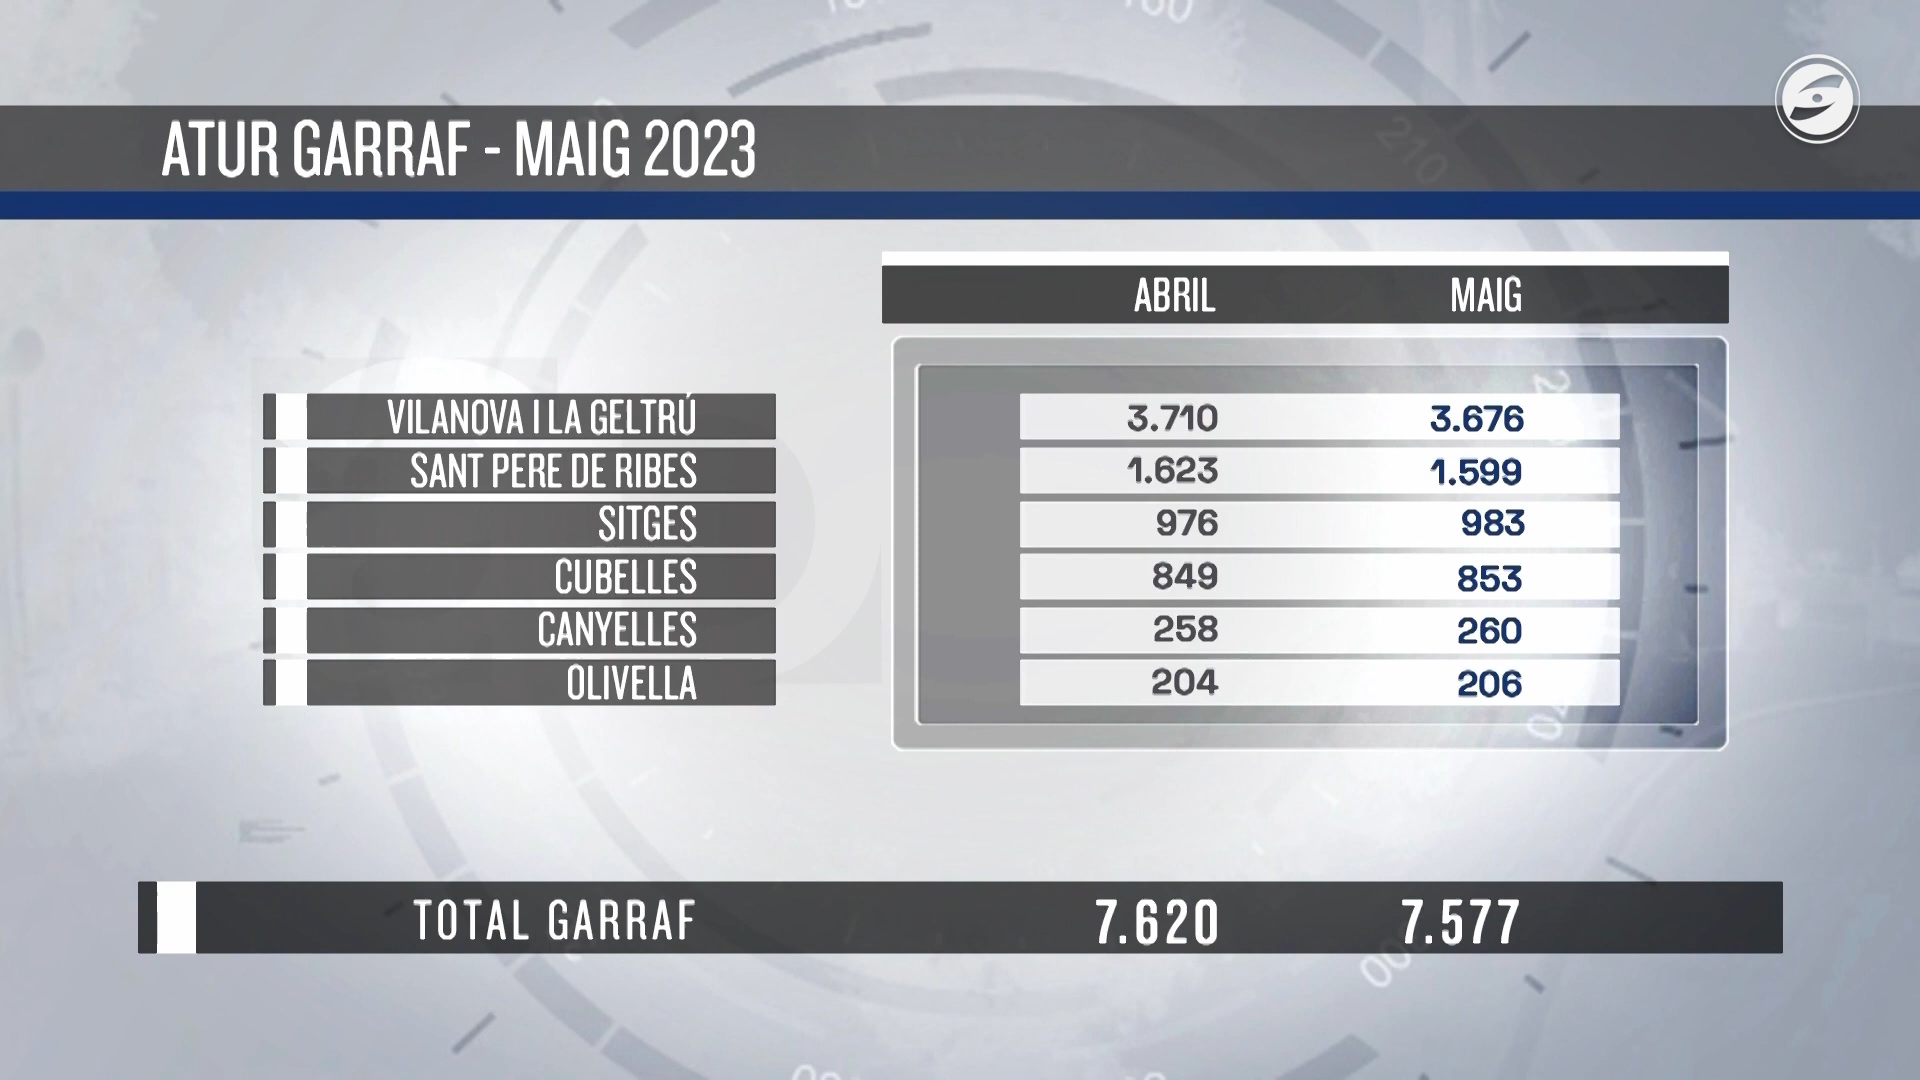 ATUR GARRAF - MAIG 2023
ABRIL MAIG
VILANOVA I LA GELTRÚ 3.710 3.676
SANT PERE DE RIBES 1.623 1.599
SITGES 976 983
CUBELLES 849 853
CANYELLES 258 260
OLIVELLA 204 206
TOTAL GARRAF 7.620 7.577
210